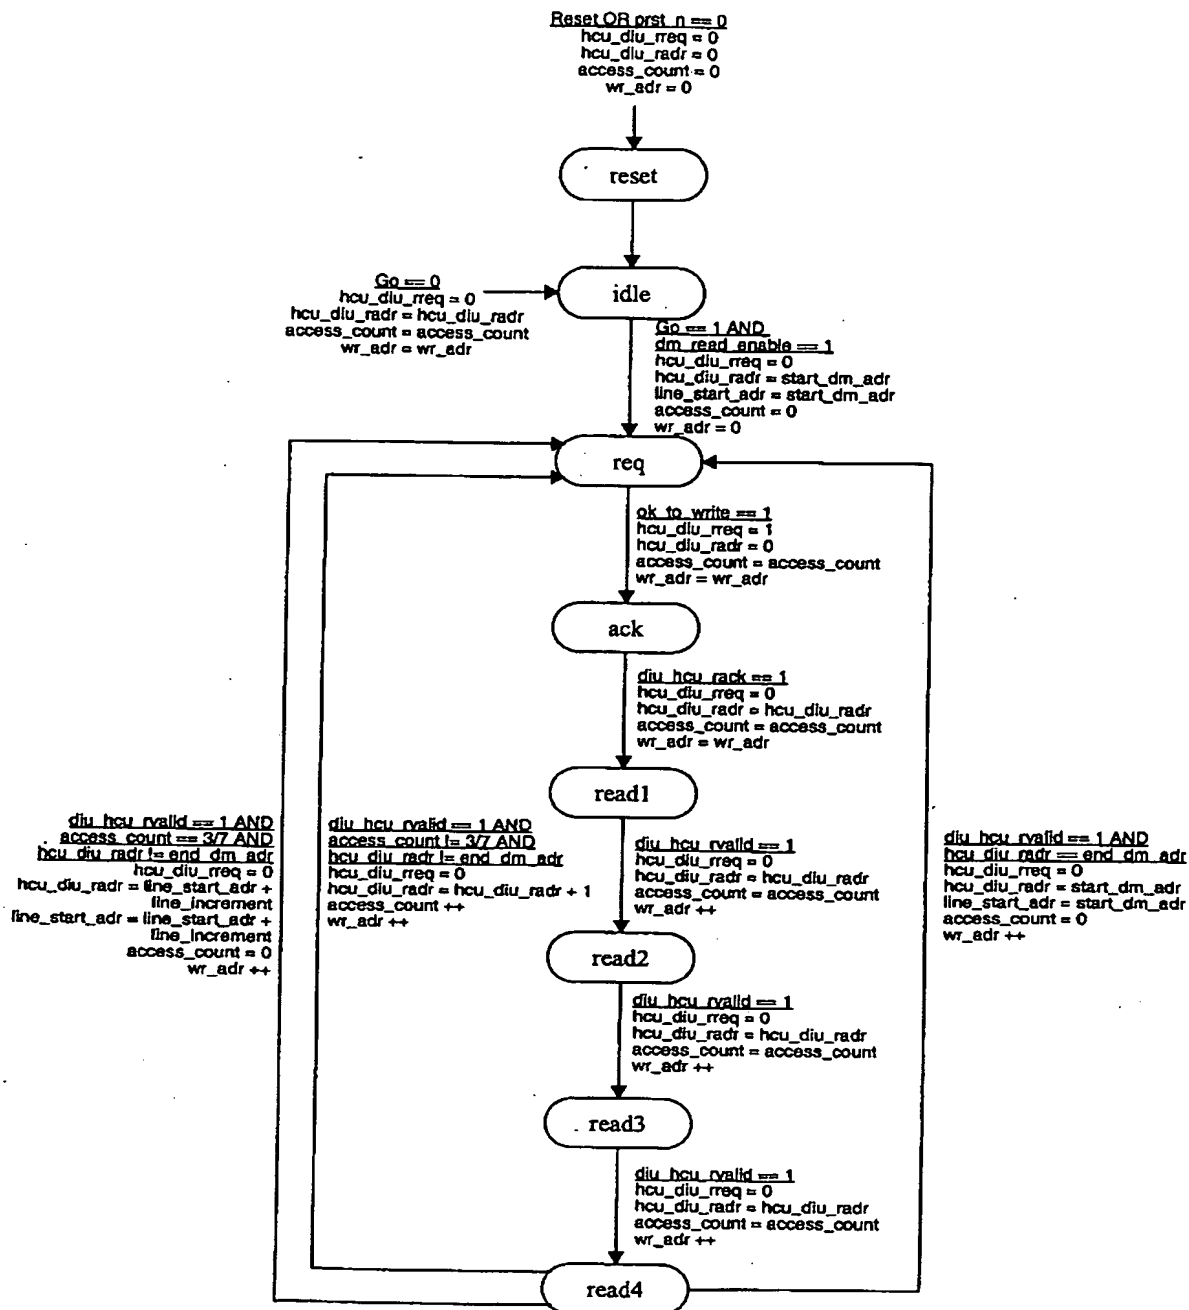 Reset OR prst_n == 0
hcu_diu_rreq = 0
hcu_diu_radr = 0
access_count = 0
wr_adr = 0
reset
idle
Go == 0
hcu_diu_rreq = 0
hcu_diu_radr = hcu_diu_radr
access_count = access_count
wr_adr = wr_adr
Go == 1 AND
dm_read_enable == 1
hcu_diu_rreq = 0
hcu_diu_radr = start_dm_adr
line_start_adr = start_dm_adr
access_count = 0
wr_adr = 0
req
ok_to_write == 1
hcu_diu_rreq = 1
hcu_diu_radr = 0
access_count = access_count
wr_adr = wr_adr
ack
diu_hcu_rack == 1
hcu_diu_rreq = 0
hcu_diu_radr = hcu_diu_radr
access_count = access_count
wr_adr = wr_adr
read1
diu_hcu_rvalid == 1 AND
access_count == 3/7 AND
hcu_diu_radr != end_dm_adr
hcu_diu_rreq = 0
hcu_diu_radr = line_start_adr +
line_increment
line_start_adr = line_start_adr +
line_increment
access_count = 0
wr_adr ++
diu_hcu_rvalid == 1 AND
access_count != 3/7 AND
hcu_diu_radr != end_dm_adr
hcu_diu_rreq = 0
hcu_diu_radr = hcu_diu_radr + 1
access_count ++
wr_adr ++
diu_hcu_rvalid == 1
hcu_diu_rreq = 0
hcu_diu_radr = hcu_diu_radr
access_count = access_count
wr_adr ++
diu_hcu_rvalid == 1 AND
hcu_diu_radr == end_dm_adr
hcu_diu_rreq = 0
hcu_diu_radr = start_dm_adr
line_start_adr = start_dm_adr
access_count = 0
wr_adr ++
read2
diu_hcu_rvalid == 1
hcu_diu_rreq = 0
hcu_diu_radr = hcu_diu_radr
access_count = access_count
wr_adr ++
read3
diu_hcu_rvalid == 1
hcu_diu_rreq = 0
hcu_diu_radr = hcu_diu_radr
access_count = access_count
wr_adr ++
read4